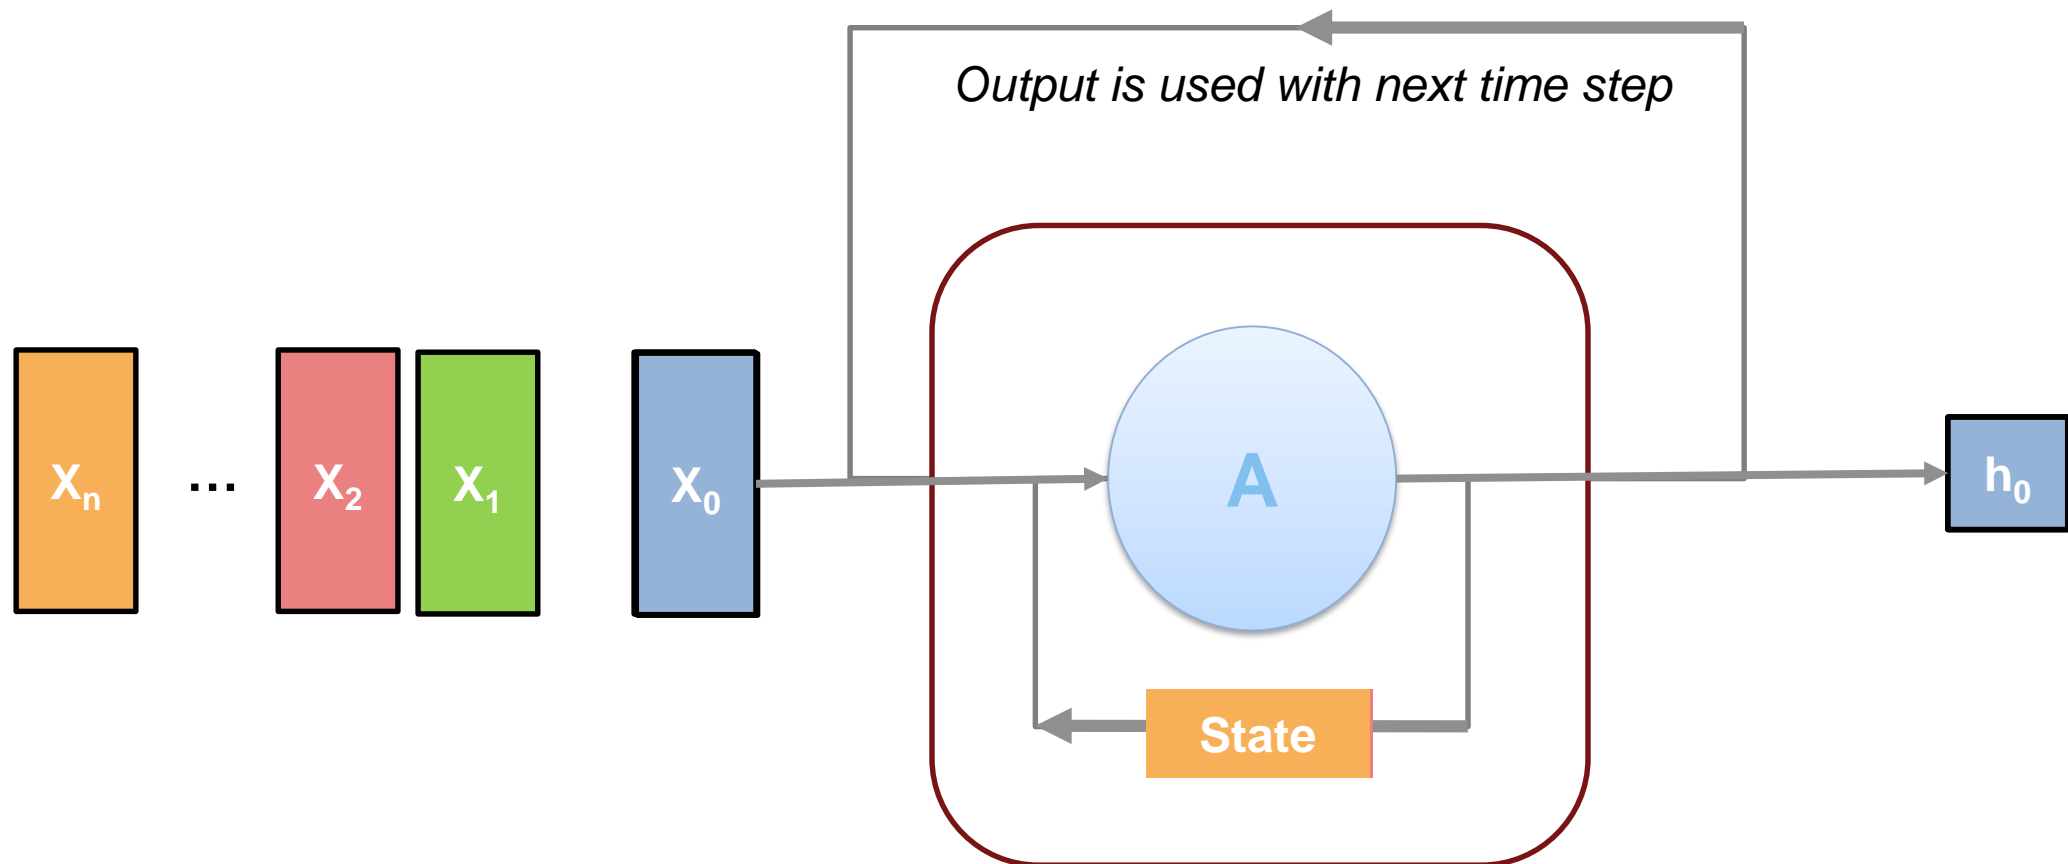 Output is used with next time step
Xn ... X2 X1 X0 A h0
State